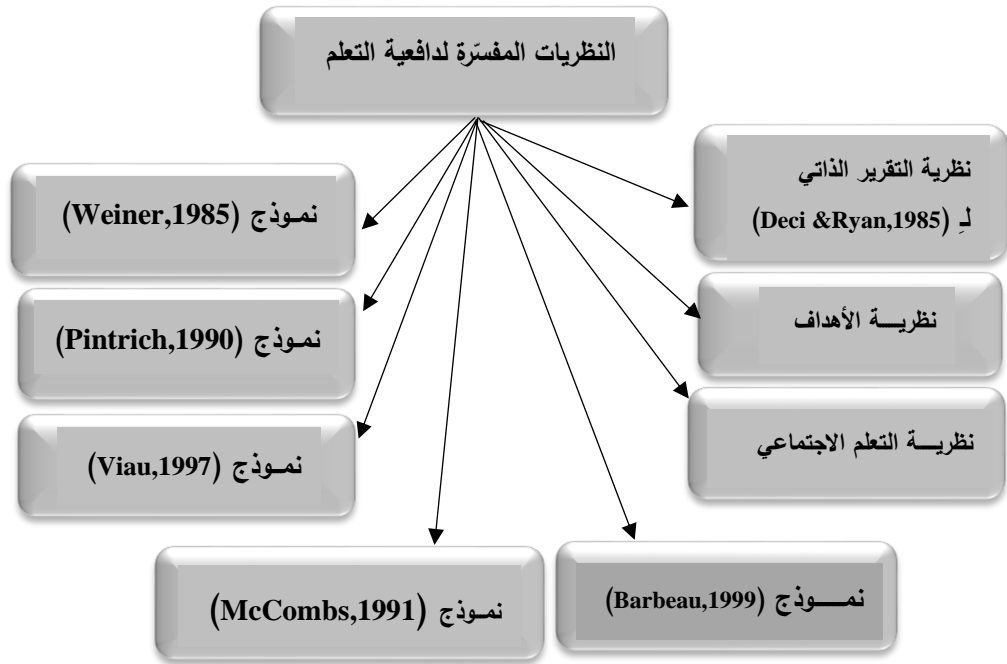 النظريات المفسّرة لدافعية التعلم
نظرية التقرير الذاتي
لـِ (Deci &Ryan,1985)
نظريـــة الأهداف
نظريـــة التعلم الاجتماعي
نمـوذج (Weiner,1985)
نمـوذج (Pintrich,1990)
نمـوذج (Viau,1997)
نمـــــوذج (Barbeau,1999)
نمـوذج (McCombs,1991)